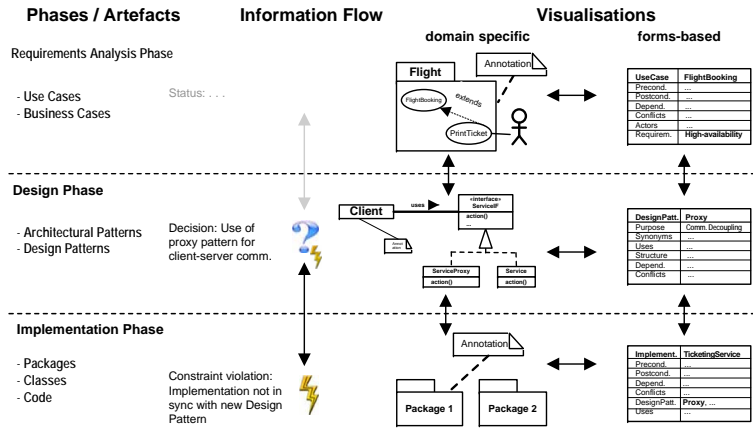 Phases / Artefacts
Information Flow
Visualisations
domain specific
forms-based
Requirements Analysis Phase
- Use Cases
- Business Cases
Status: . . .
Flight
Annotation
FlightBooking
extends
PrintTicket
UseCase FlightBooking
Precond. ...
Postcond. ...
Depend. ...
Conflicts ...
Actors ...
Requirem. High-availability
Design Phase
- Architectural Patterns
- Design Patterns
Decision: Use of
proxy pattern for
client-server comm.
Client
uses
«interface»
ServiceIF
action()
...
Annot
ation
ServiceProxy
action()
Service
action()
DesignPatt. Proxy
Purpose Comm. Decoupling
Synonyms ...
Uses ...
Structure ...
Depend. ...
Conflicts ...
Implementation Phase
- Packages
- Classes
- Code
Constraint violation:
Implementation not in
sync with new Design
Pattern
Annotation
Package 1
Package 2
Implement. TicketingService
Precond. ...
Postcond. ...
Depend. ...
Conflicts ...
DesignPatt. Proxy, ...
Uses ...